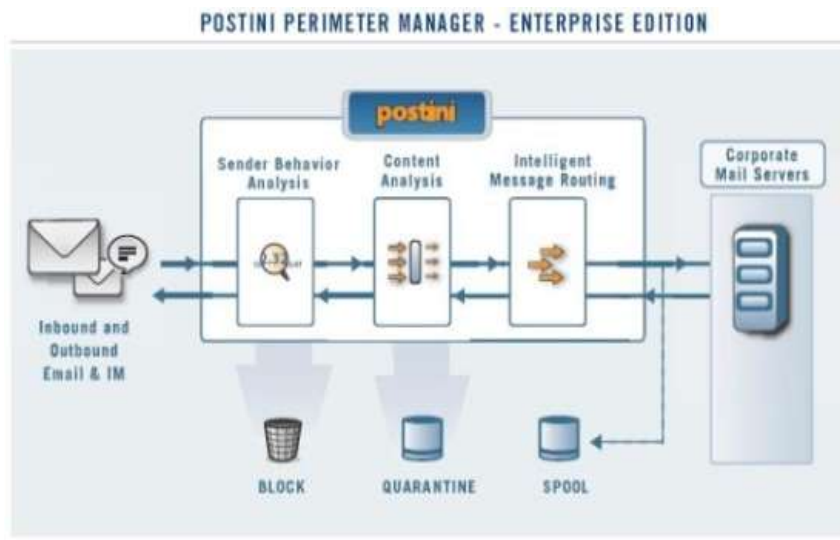 POSTINI PERIMETER MANAGER - ENTERPRISE EDITION
postini
Sender Behavior
Analysis
Content
Analysis
Intelligent
Message Routing
Corporate
Mail Servers
Inbound and
Outbound
Email & IM
BLOCK
QUARANTINE
SPOOL